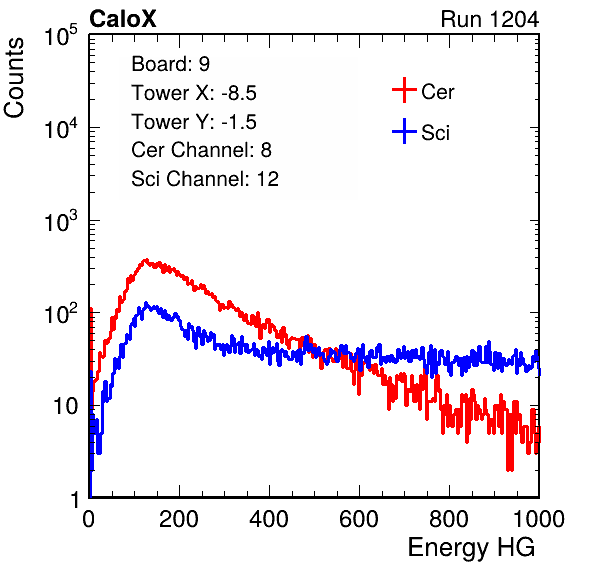 CaloX Run 1204
Counts
10^5
10^4
10^3
10^2
10
1
Board: 9
Tower X: -8.5
Tower Y: -1.5
Cer Channel: 8
Sci Channel: 12
Cer
Sci
0 200 400 600 800 1000
Energy HG